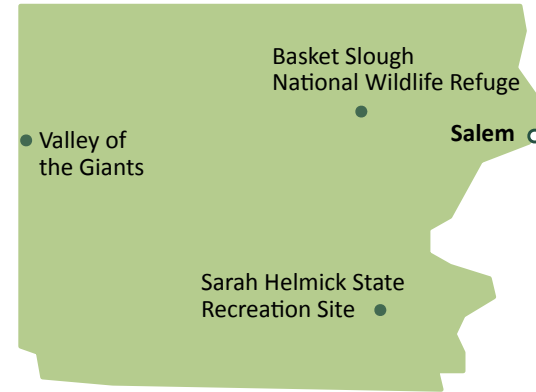 Basket Slough
National Wildlife Refuge
Salem
Valley of
the Giants
Sarah Helmick State
Recreation Site